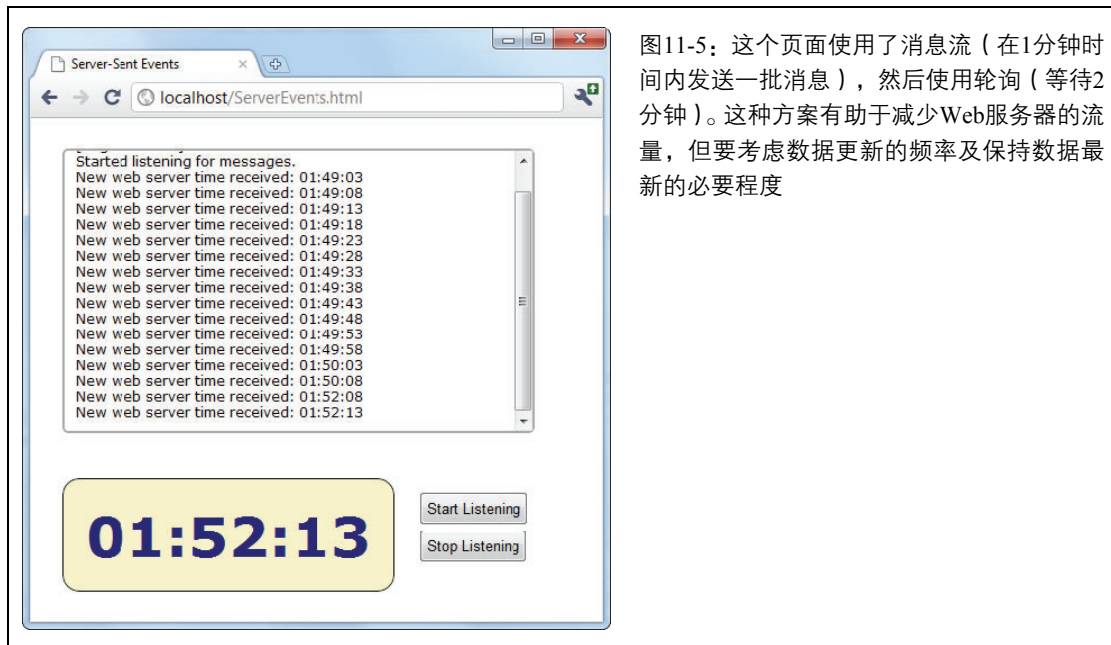 Server-Sent Events
localhost/ServerEvents.html
Started listening for messages.
New web server time received: 01:49:03
New web server time received: 01:49:08
New web server time received: 01:49:13
New web server time received: 01:49:18
New web server time received: 01:49:23
New web server time received: 01:49:28
New web server time received: 01:49:33
New web server time received: 01:49:38
New web server time received: 01:49:43
New web server time received: 01:49:48
New web server time received: 01:49:53
New web server time received: 01:49:58
New web server time received: 01:50:03
New web server time received: 01:50:08
New web server time received: 01:52:08
New web server time received: 01:52:13
01:52:13
Start Listening
Stop Listening
图11-5：这个页面使用了消息流（在1分钟时
间内发送一批消息），然后使用轮询（等待2
分钟）。这种方案有助于减少Web服务器的流
量，但要考虑数据更新的频率及保持数据最
新的必要程度